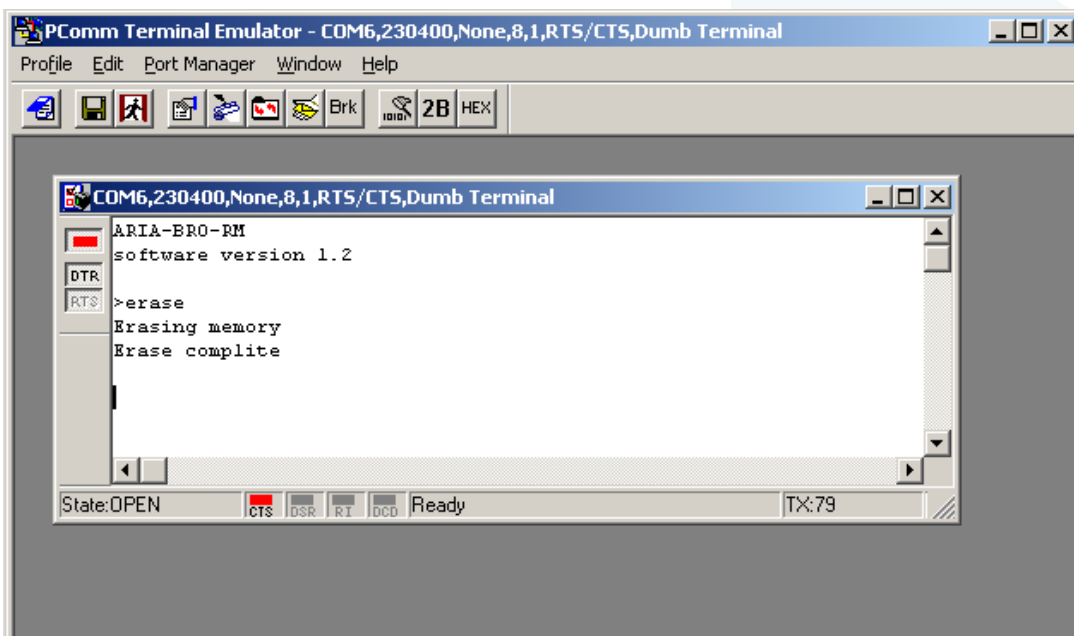 PComm Terminal Emulator - COM6,230400,None,8,1,RTS/CTS,Dumb Terminal
Profile Edit Port Manager Window Help
Brk 2B HEX
COM6,230400,None,8,1,RTS/CTS,Dumb Terminal
ARIA-BRO-RM
software version 1.2
DTR
RTS
>erase
Erasing memory
Erase complite
State:OPEN CTS DSR RI DCD Ready TX:79